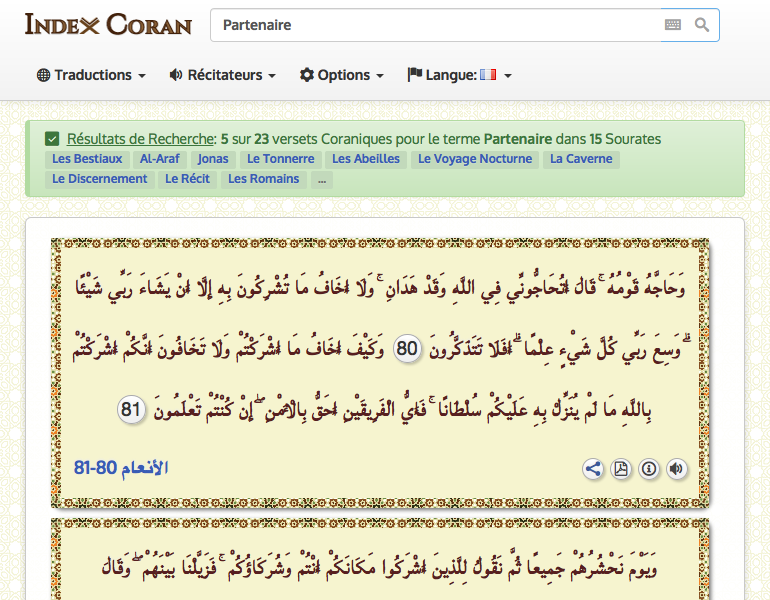 Index Coran
Partenaire
Traductions Récitateurs Options Langue:
Résultats de Recherche: 5 sur 23 versets Coraniques pour le terme Partenaire dans 15 Sourates
Les Bestiaux Al-Araf Jonas Le Tonnerre Les Abeilles Le Voyage Nocturne La Caverne
Le Discernement Le Récit Les Romains ...
وَحَاجَّهُ قَوْمُهُ ۚ قَالَ أَتُحَاجُّونِّي فِي اللَّهِ وَقَدْ هَدَانِ ۚ وَلَا أَخَافُ مَا تُشْرِكُونَ بِهِ إِلَّا أَنْ يَشَاءَ رَبِّي شَيْئًا
ۗ وَسِعَ رَبِّي كُلَّ شَيْءٍ عِلْمًا ۗ أَفَلَا تَتَذَكَّرُونَ 80 وَكَيْفَ أَخَافُ مَا أَشْرَكْتُمْ وَلَا تَخَافُونَ أَنَّكُمْ أَشْرَكْتُمْ
بِاللَّهِ مَا لَمْ يُنَزِّلْ بِهِ عَلَيْكُمْ سُلْطَانًا ۚ فَأَيُّ الْفَرِيقَيْنِ أَحَقُّ بِالْأَمْنِ ۖ إِنْ كُنْتُمْ تَعْلَمُونَ 81
الأنعام 80-81
وَيَوْمَ نَحْشُرُهُمْ جَمِيعًا ثُمَّ نَقُولُ لِلَّذِينَ أَشْرَكُوا مَكَانَكُمْ أَنْتُمْ وَشُرَكَاؤُكُمْ ۚ فَزَيَّلْنَا بَيْنَهُمْ ۖ وَقَالَ